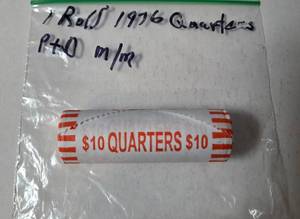 1 Roll 1976 Quarters
P+D m/m
$10 QUARTERS $10